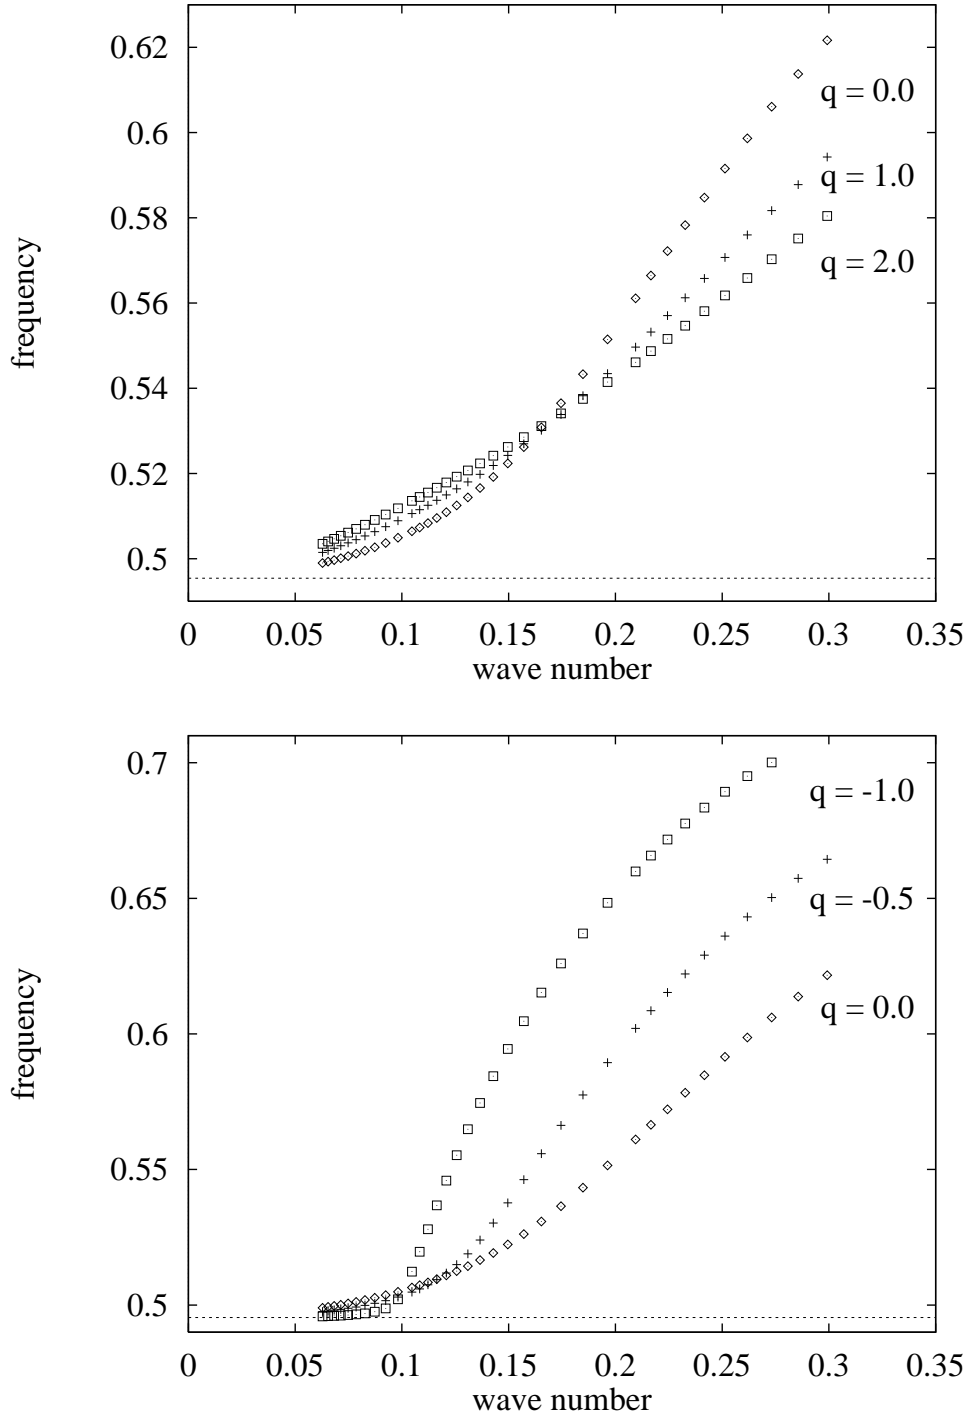 0.62
q = 0.0
0.6
q = 1.0
0.58
q = 2.0
0.56
frequency
0.54
0.52
0.5
0 0.05 0.1 0.15 0.2 0.25 0.3 0.35
wave number
0.7
q = -1.0
0.65
q = -0.5
0.6
q = 0.0
frequency
0.55
0.5
0 0.05 0.1 0.15 0.2 0.25 0.3 0.35
wave number